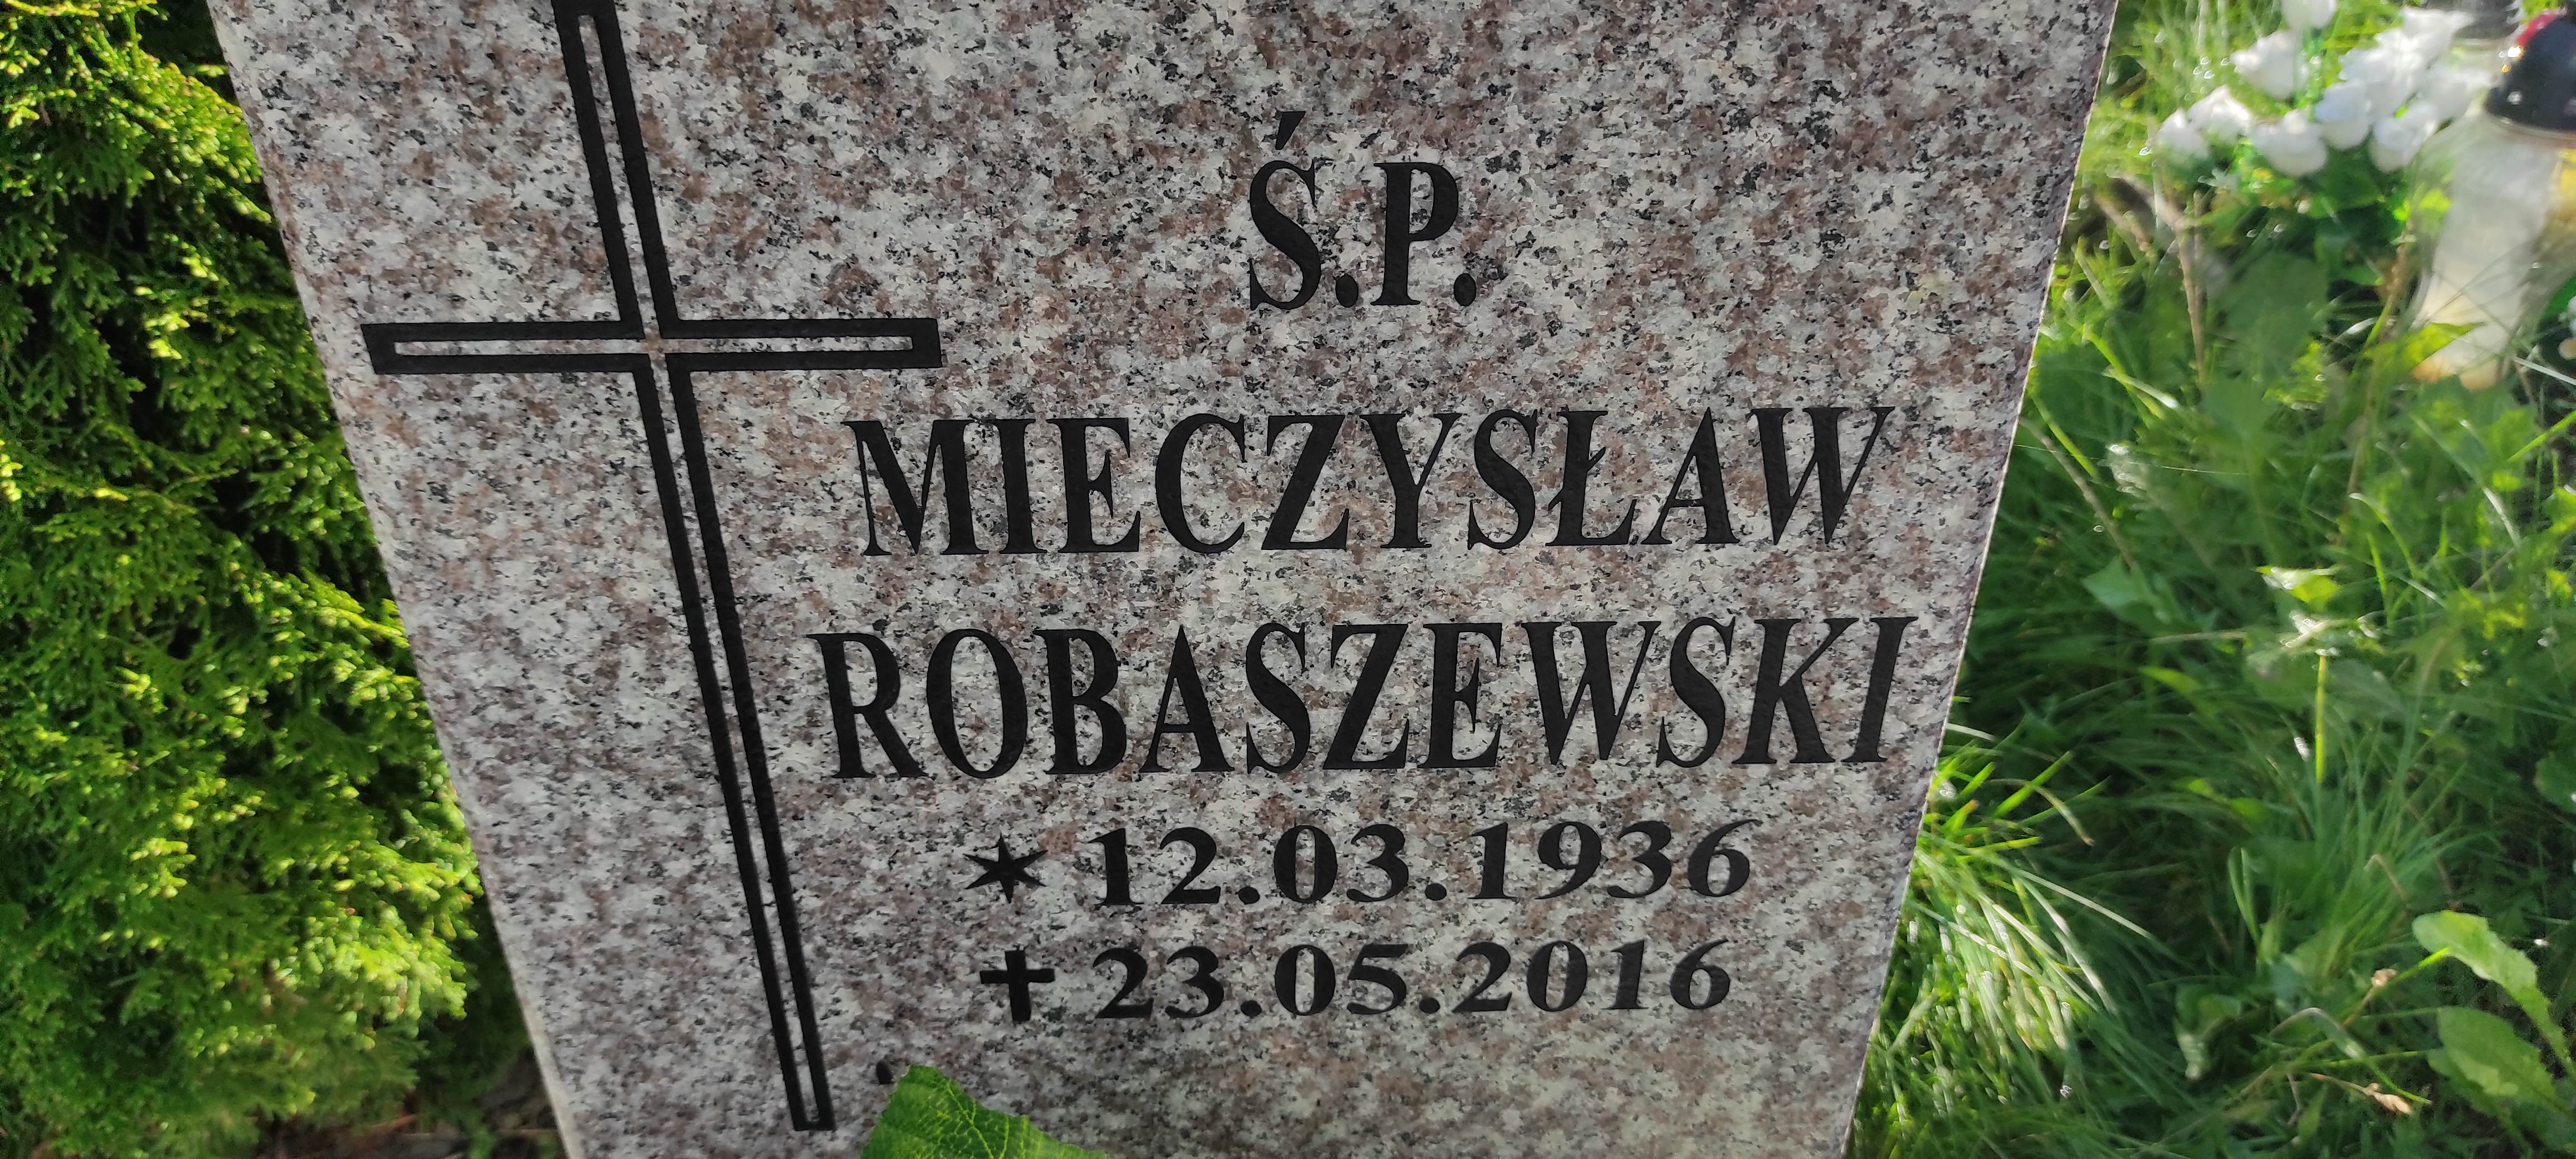 Ś.P.
MIECZYSŁAW
ROBASZEWSKI
✶ 12.03.1936
✝ 23.05.2016